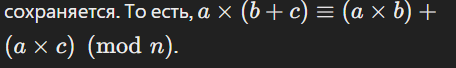 сохраняется. То есть, a × (b + c) ≡ (a × b) +
(a × c) (mod n).